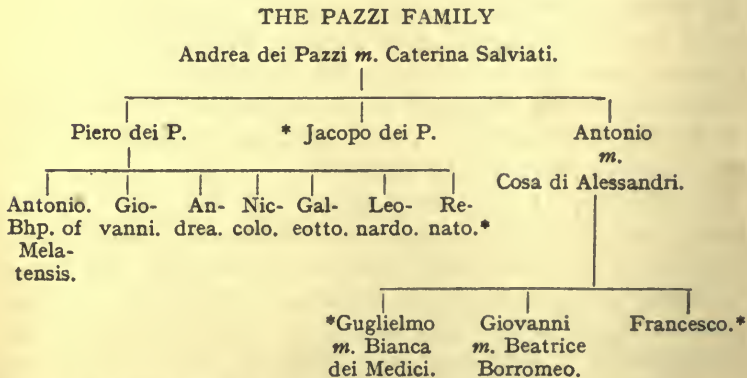 THE PAZZI FAMILY
Andrea dei Pazzi m. Caterina Salviati.
Piero dei P. * Jacopo dei P. Antonio
m.
Cosa di Alessandri.
Antonio. Gio- An- Nic- Gal- Leo- Re-
Bhp. of vanni. drea. colo. eotto. nardo. nato.*
Mela-
tensis.
*Guglielmo Giovanni Francesco.*
m. Bianca m. Beatrice
dei Medici. Borromeo.